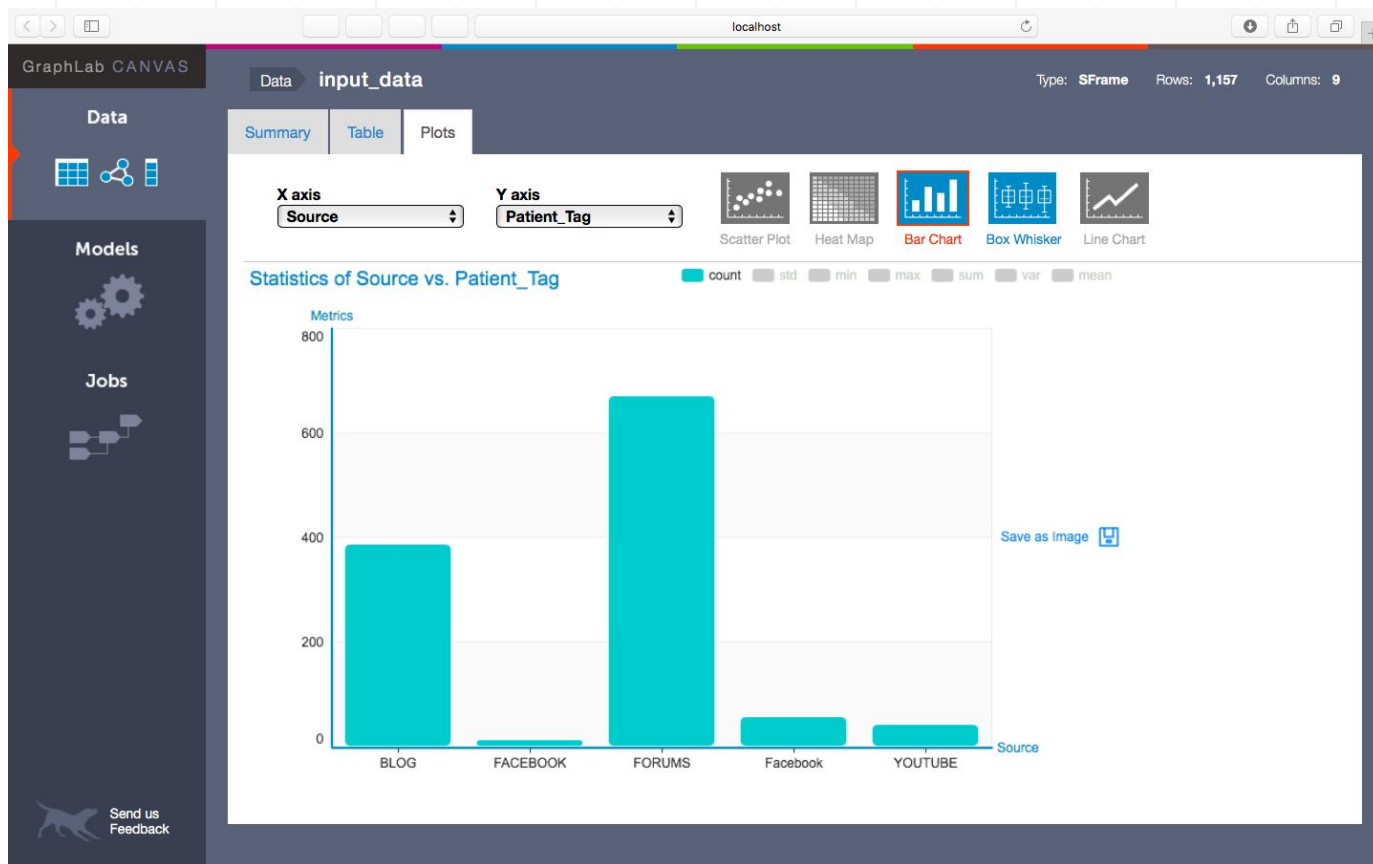 localhost
GraphLab CANVAS
Data input_data
Type: SFrame Rows: 1,157 Columns: 9
Data
Summary Table Plots
X axis Y axis
Source Patient_Tag
Scatter Plot Heat Map Bar Chart Box Whisker Line Chart
Models
Statistics of Source vs. Patient_Tag
count std min max sum var mean
Metrics
800
Jobs
600
400
Save as Image
200
0
Source
BLOG FACEBOOK FORUMS Facebook YOUTUBE
Send us
Feedback